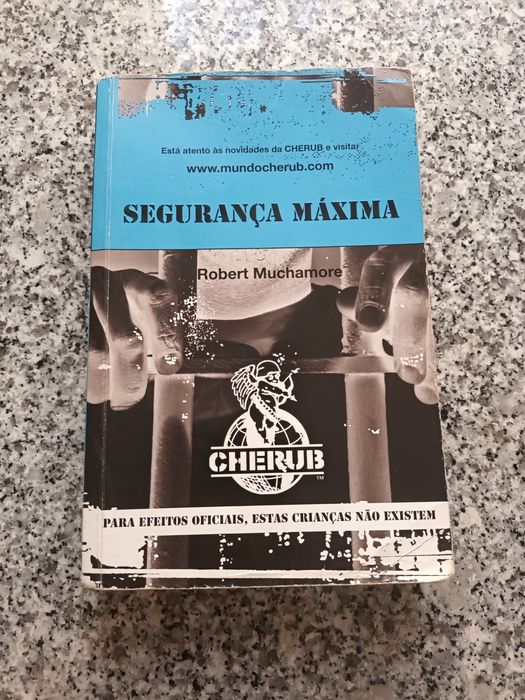 Está atento às novidades da CHERUB e visita:
www.mundocherub.com
SEGURANÇA MÁXIMA
Robert Muchamore
CHERUB
TM
PARA EFEITOS OFICIAIS, ESTAS CRIANÇAS NÃO EXISTEM